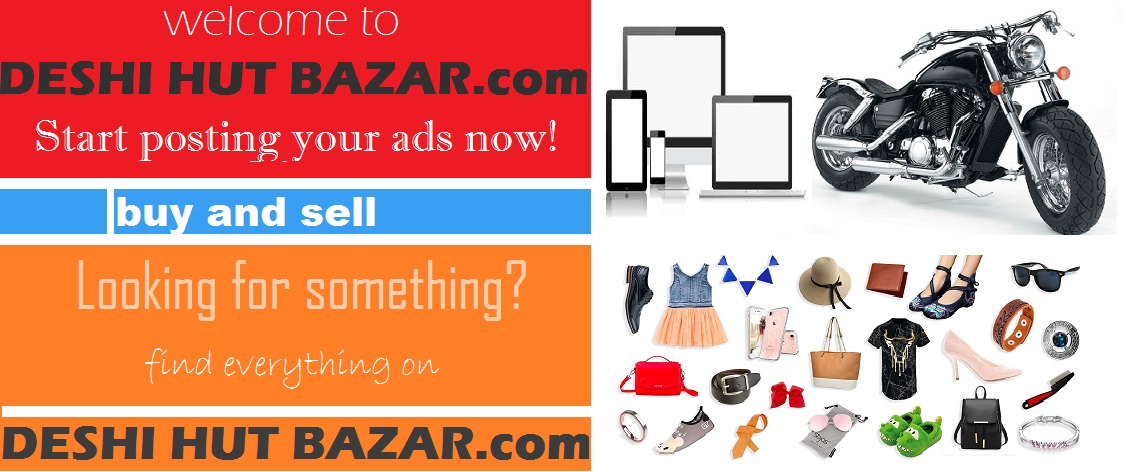 welcome to
DESHI HUT BAZAR.com
Start posting your ads now!
buy and sell
Looking for something?
find everything on
DESHI HUT BAZAR.com